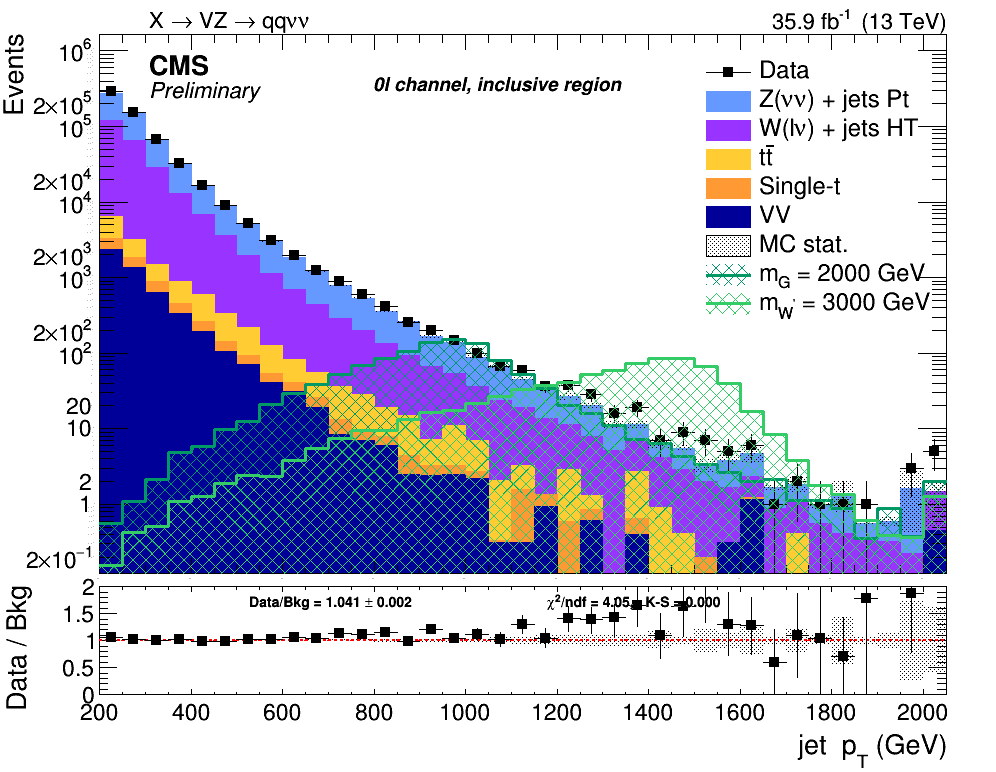 X → VZ → qqνν
35.9 fb⁻¹ (13 TeV)
Events
CMS
Preliminary
0l channel, inclusive region
Data
Z(νν) + jets Pt
W(lν) + jets HT
tt̄
Single-t
VV
MC stat.
m_G = 2000 GeV
m_W' = 3000 GeV
10⁶
2×10⁵
10⁵
2×10⁴
10⁴
2×10³
10³
2×10²
10²
20
10
2
1
2×10⁻¹
Data / Bkg
Data/Bkg = 1.041 ± 0.002
χ²/ndf = 4.05, K-S = 0.000
2
1.5
1
0.5
0
200 400 600 800 1000 1200 1400 1600 1800 2000
jet p_T (GeV)